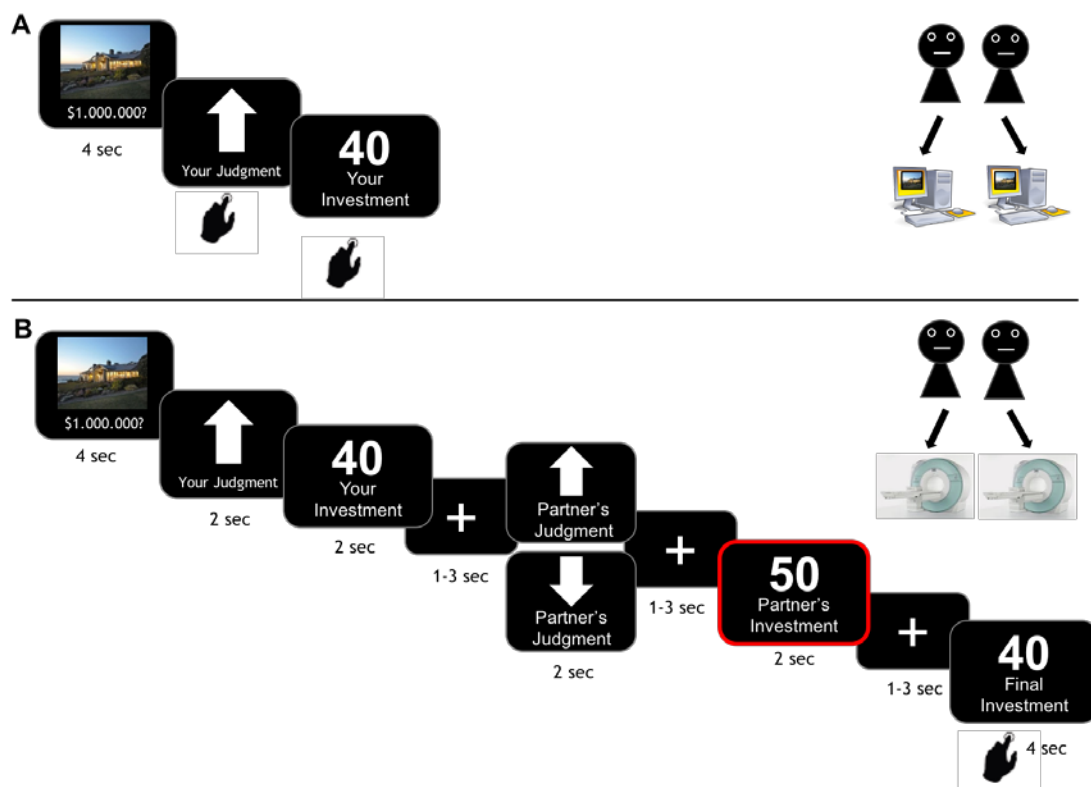 A
$1.000.000?
4 sec
Your Judgment
40
Your
Investment
B
$1.000.000?
4 sec
Your Judgment
2 sec
40
Your
Investment
2 sec
+
1-3 sec
Partner's
Judgment
Partner's
Judgment
2 sec
+
1-3 sec
50
Partner's
Investment
2 sec
+
1-3 sec
40
Final
Investment
4 sec